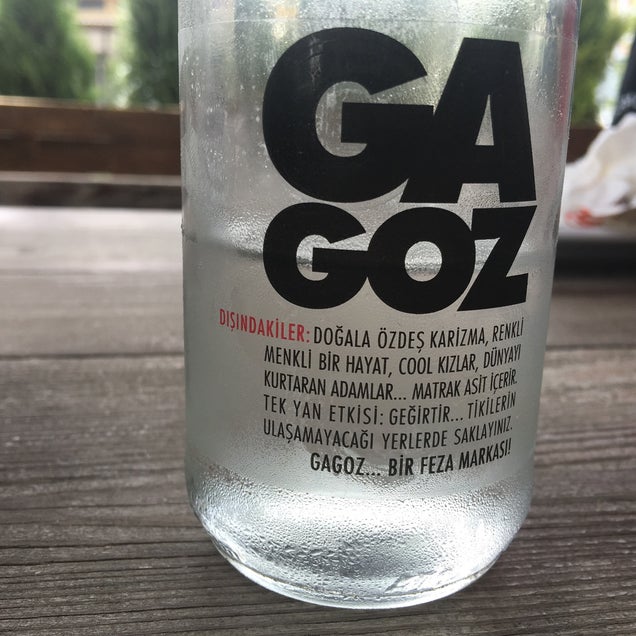 GA
GOZ
DIŞINDAKİLER: DOĞALA ÖZDEŞ KARİZMA, RENKLİ
MENKLİ BİR HAYAT, COOL KIZLAR, DÜNYAYI
KURTARAN ADAMLAR... MATRAK ASİT İÇERİR.
TEK YAN ETKİSİ: GEĞİRTİR... TİKİLERİN
ULAŞAMAYACAĞI YERLERDE SAKLAYINIZ.
GAGOZ... BİR FEZA MARKASI!